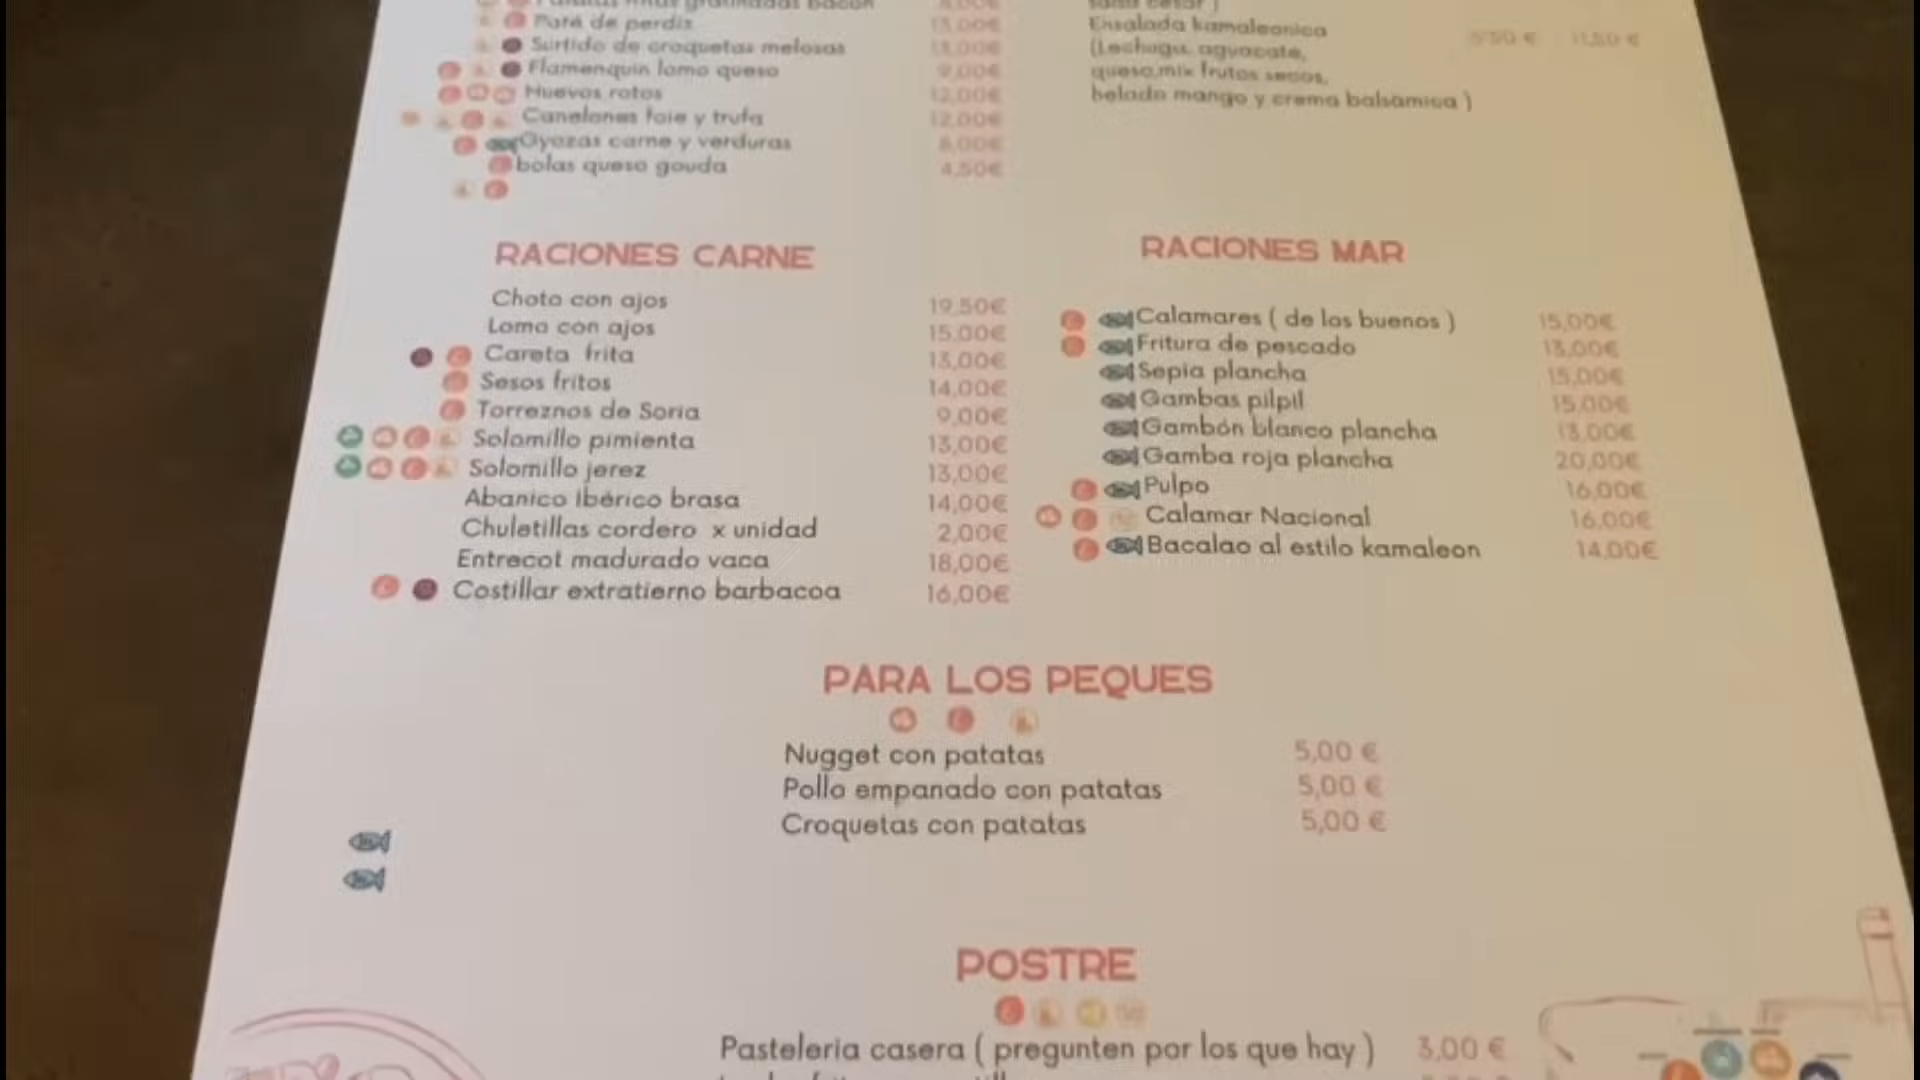 Paté de perdiz 13,00€
Surtido de croquetas melosas 13,00€
Flamenquin lomo queso 9,00€
Huevos rotos 12,00€
Canelones foie y trufa 12,00€
Gyozas carne y verduras 8,00€
bolas queso gouda 4,50€
Ensalada kamaleonica
(Lechuga, aguacate,
queso,mix frutos secos,
helado mango y crema balsàmica )
RACIONES CARNE
Choto con ajos 19,50€
Lomo con ajos 15,00€
Careta frita 13,00€
Sesos fritos 14,00€
Torreznos de Soria 9,00€
Solomillo pimienta 13,00€
Solomillo jerez 13,00€
Abanico Ibérico brasa 14,00€
Chuletillas cordero x unidad 2,00€
Entrecot madurado vaca 18,00€
Costillar extratierno barbacoa 16,00€
RACIONES MAR
Calamares ( de los buenos ) 15,00€
Fritura de pescado 13,00€
Sepia plancha 15,00€
Gambas pilpil 15,00€
Gambón blanco plancha 13,00€
Gamba roja plancha 20,00€
Pulpo 16,00€
Calamar Nacional 16,00€
Bacalao al estilo kamaleon 14,00€
PARA LOS PEQUES
Nugget con patatas 5,00 €
Pollo empanado con patatas 5,00 €
Croquetas con patatas 5,00 €
POSTRE
Pasteleria casera ( pregunten por los que hay ) 3,00 €